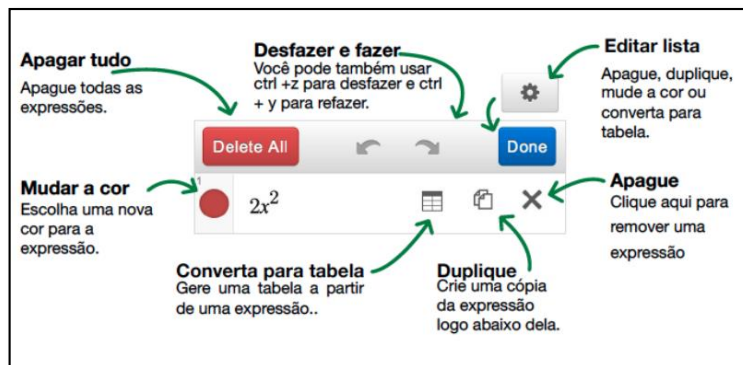 Apagar tudo
Apague todas as
expressões.
Desfazer e fazer
Você pode também usar
ctrl +z para desfazer e ctrl
+ y para refazer.
Editar lista
Apague, duplique,
mude a cor ou
converta para
tabela.
Delete All
Done
Mudar a cor
Escolha uma nova
cor para a
expressão.
1
2x²
Apague
Clique aqui para
remover uma
expressão
Converta para tabela
Gere uma tabela a partir
de uma expressão..
Duplique
Crie uma cópia
da expressão
logo abaixo dela.